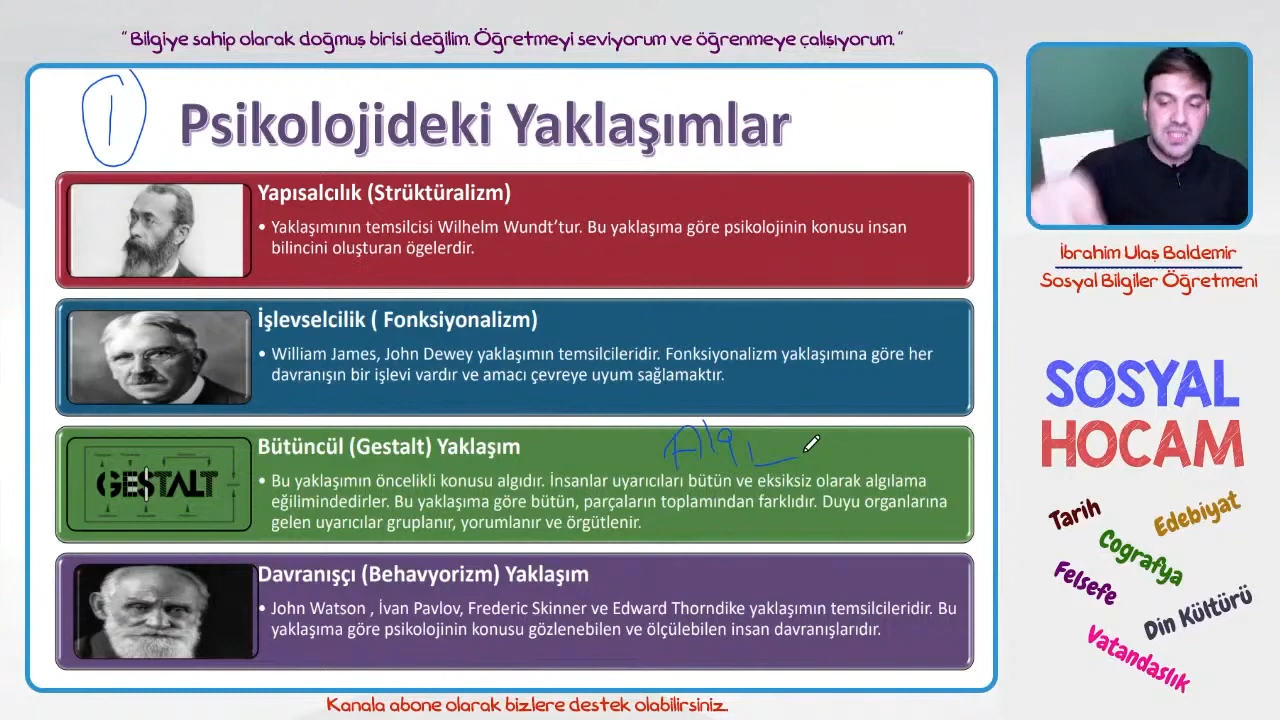 “ Bilgiye sahip olarak doğmuş birisi değilim. Öğretmeyi seviyorum ve öğrenmeye çalışıyorum. “
1
Psikolojideki Yaklaşımlar
Yapısalcılık (Strüktüralizm)
• Yaklaşımının temsilcisi Wilhelm Wundt’tur. Bu yaklaşıma göre psikolojinin konusu insan
bilincini oluşturan ögelerdir.
İşlevselcilik ( Fonksiyonalizm)
• William James, John Dewey yaklaşımın temsilcileridir. Fonksiyonalizm yaklaşımına göre her
davranışın bir işlevi vardır ve amacı çevreye uyum sağlamaktır.
GESTALT
Bütüncül (Gestalt) Yaklaşım
Algı
• Bu yaklaşımın öncelikli konusu algıdır. İnsanlar uyarıcıları bütün ve eksiksiz olarak algılama
eğilimindedirler. Bu yaklaşıma göre bütün, parçaların toplamından farklıdır. Duyu organlarına
gelen uyarıcılar gruplanır, yorumlanır ve örgütlenir.
Davranışçı (Behavyorizm) Yaklaşım
• John Watson , İvan Pavlov, Frederic Skinner ve Edward Thorndike yaklaşımın temsilcileridir. Bu
yaklaşıma göre psikolojinin konusu gözlenebilen ve ölçülebilen insan davranışlarıdır.
Kanala abone olarak bizlere destek olabilirsiniz.
İbrahim Ulaş Baldemir
Sosyal Bilgiler Öğretmeni
SOSYAL
HOCAM
Tarih
Edebiyat
Coğrafya
Felsefe
Din Kültürü
Vatandaslık